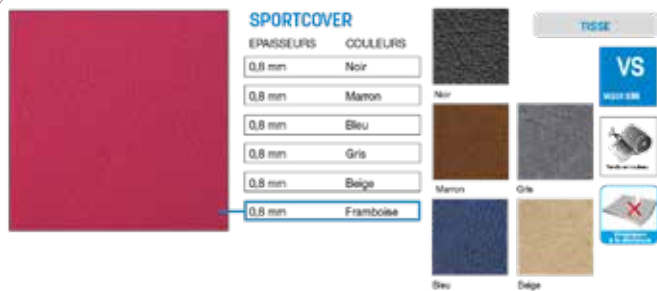 SPORTCOVER
EPAISSEURS COULEURS
0,8 mm Noir
0,8 mm Marron
0,8 mm Bleu
0,8 mm Gris
0,8 mm Beige
0,8 mm Framboise
Noir
Marron Gris
Bleu Beige
TISSE
VS